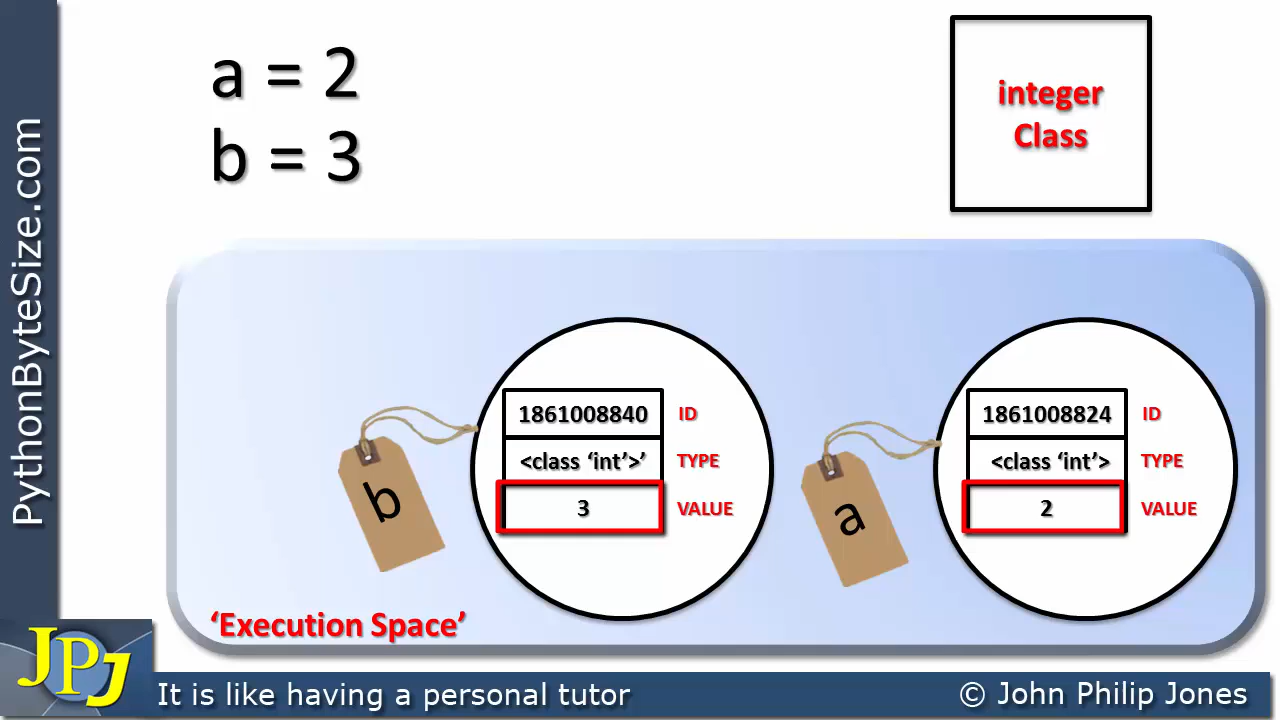 a = 2
b = 3
integer
Class
PythonByteSize.com
1861008840 ID
<class ‘int’>’ TYPE
3 VALUE
b
1861008824 ID
<class ‘int’> TYPE
2 VALUE
a
‘Execution Space’
JPJ
It is like having a personal tutor
© John Philip Jones